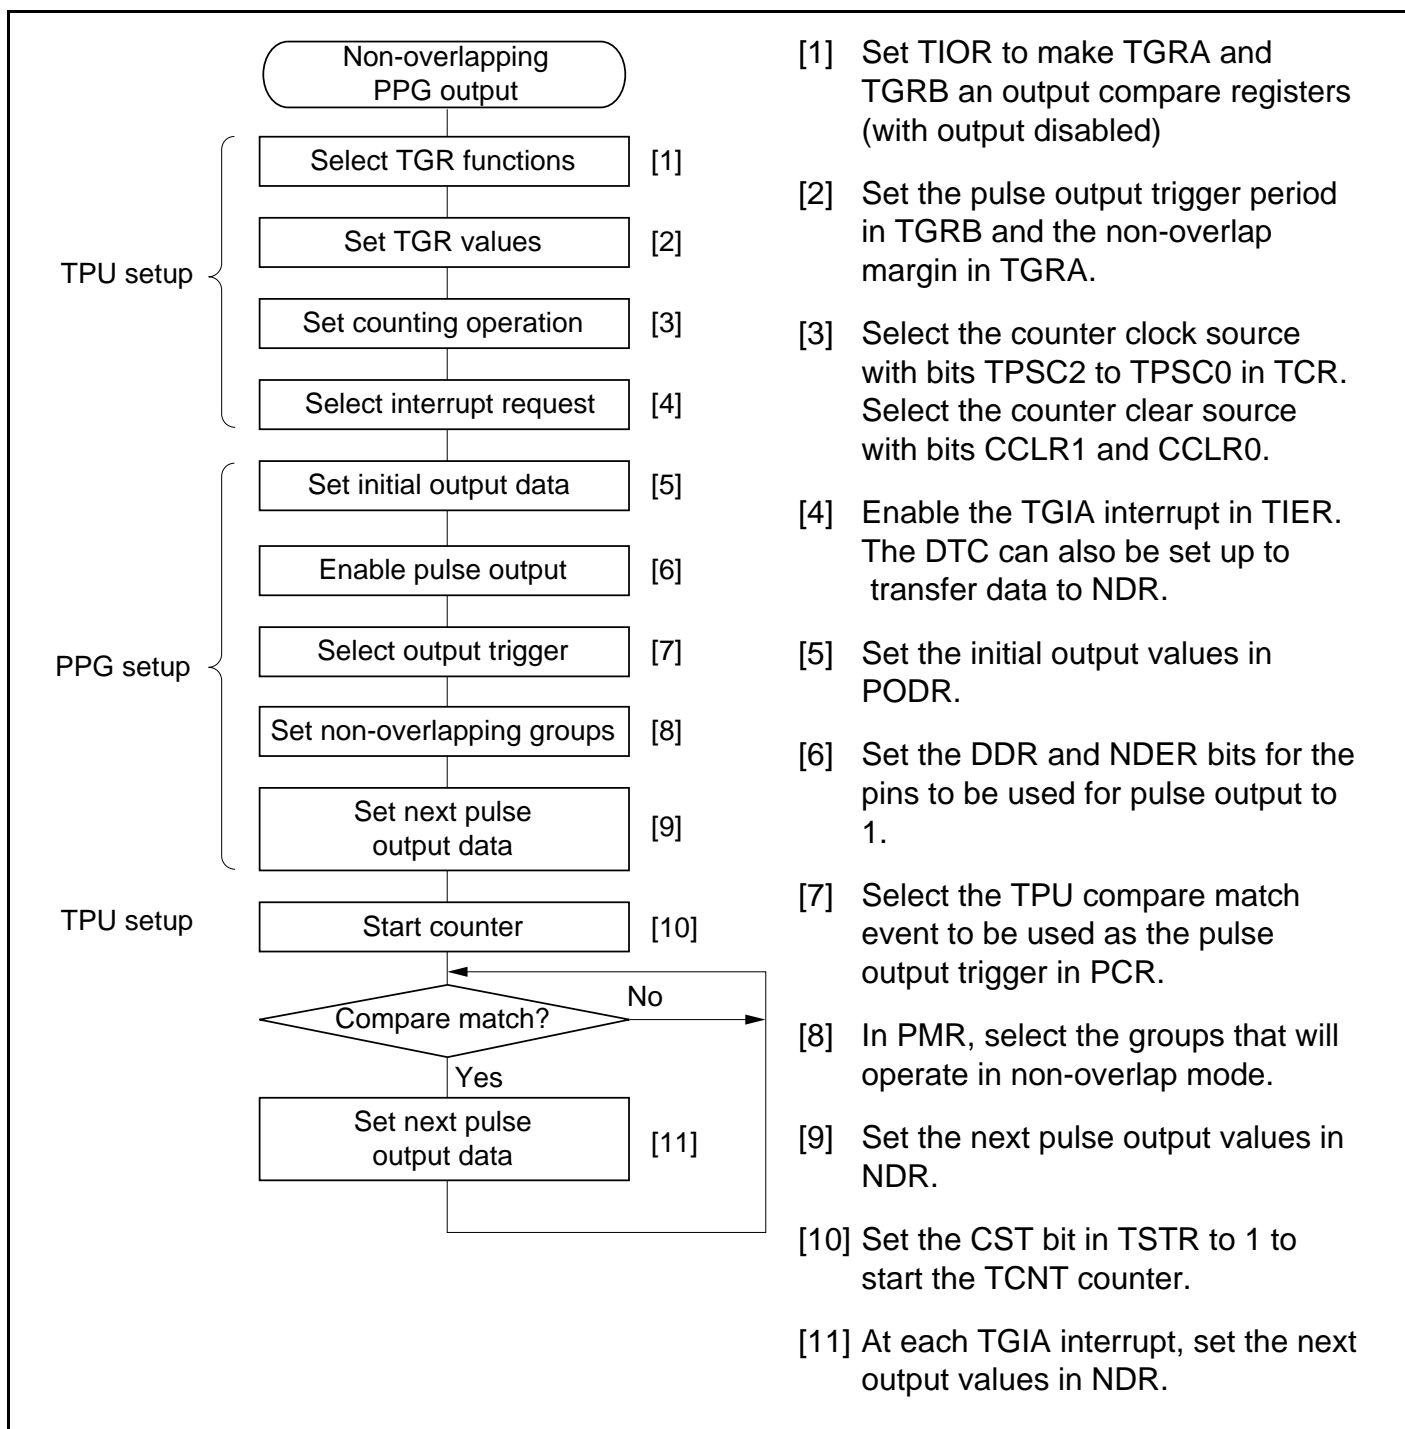 Non-overlapping
PPG output
TPU setup
Select TGR functions [1]
Set TGR values [2]
Set counting operation [3]
Select interrupt request [4]
PPG setup
Set initial output data [5]
Enable pulse output [6]
Select output trigger [7]
Set non-overlapping groups [8]
Set next pulse
output data
[9]
TPU setup
Start counter [10]
Compare match?
No
Yes
Set next pulse
output data
[11]
[1] Set TIOR to make TGRA and
TGRB an output compare registers
(with output disabled)
[2] Set the pulse output trigger period
in TGRB and the non-overlap
margin in TGRA.
[3] Select the counter clock source
with bits TPSC2 to TPSC0 in TCR.
Select the counter clear source
with bits CCLR1 and CCLR0.
[4] Enable the TGIA interrupt in TIER.
The DTC can also be set up to
transfer data to NDR.
[5] Set the initial output values in
PODR.
[6] Set the DDR and NDER bits for the
pins to be used for pulse output to
1.
[7] Select the TPU compare match
event to be used as the pulse
output trigger in PCR.
[8] In PMR, select the groups that will
operate in non-overlap mode.
[9] Set the next pulse output values in
NDR.
[10] Set the CST bit in TSTR to 1 to
start the TCNT counter.
[11] At each TGIA interrupt, set the next
output values in NDR.